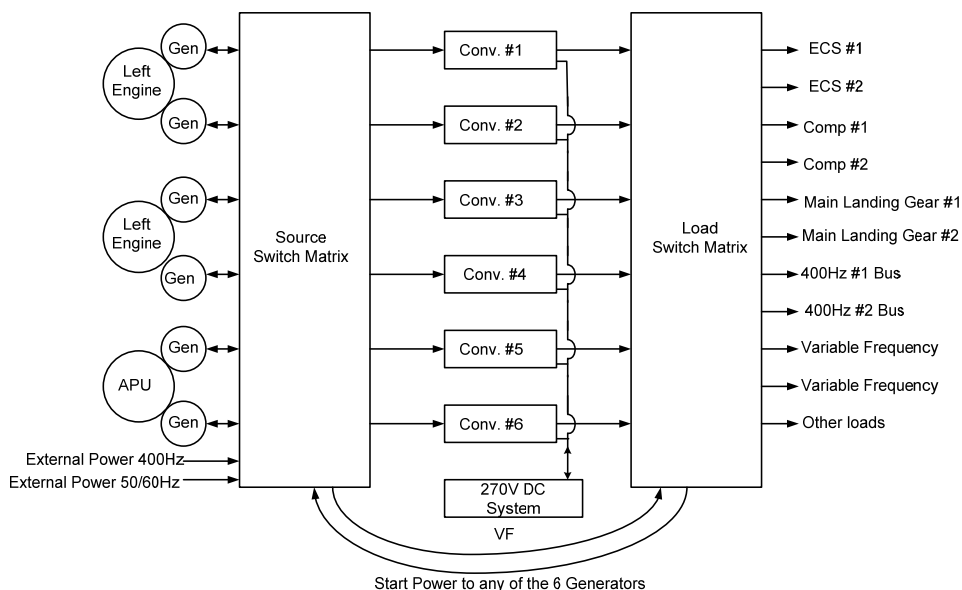 Gen
Left
Engine
Gen
Gen
Left
Engine
Gen
Gen
APU
Gen
External Power 400Hz
External Power 50/60Hz
Source
Switch Matrix
Conv. #1
Conv. #2
Conv. #3
Conv. #4
Conv. #5
Conv. #6
270V DC
System
VF
Load
Switch Matrix
ECS #1
ECS #2
Comp #1
Comp #2
Main Landing Gear #1
Main Landing Gear #2
400Hz #1 Bus
400Hz #2 Bus
Variable Frequency
Variable Frequency
Other loads
Start Power to any of the 6 Generators